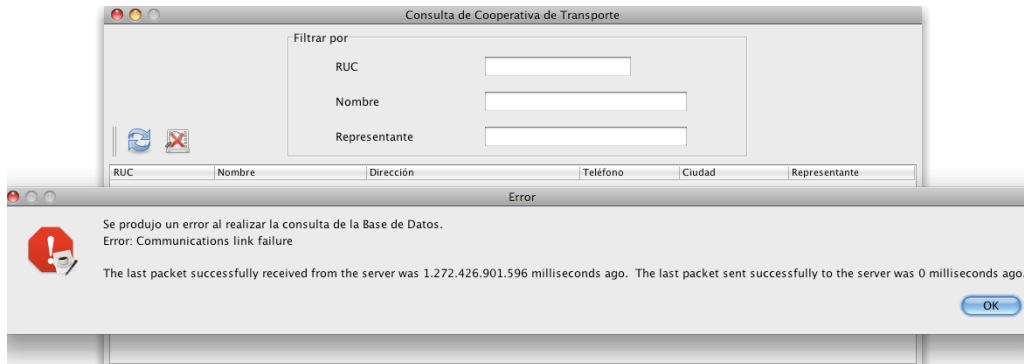 Consulta de Cooperativa de Transporte
Filtrar por
RUC
Nombre
Representante
RUC Nombre Dirección Teléfono Ciudad Representante
Error
Se produjo un error al realizar la consulta de la Base de Datos.
Error: Communications link failure
The last packet successfully received from the server was 1.272.426.901.596 milliseconds ago.  The last packet sent successfully to the server was 0 milliseconds ago.
OK